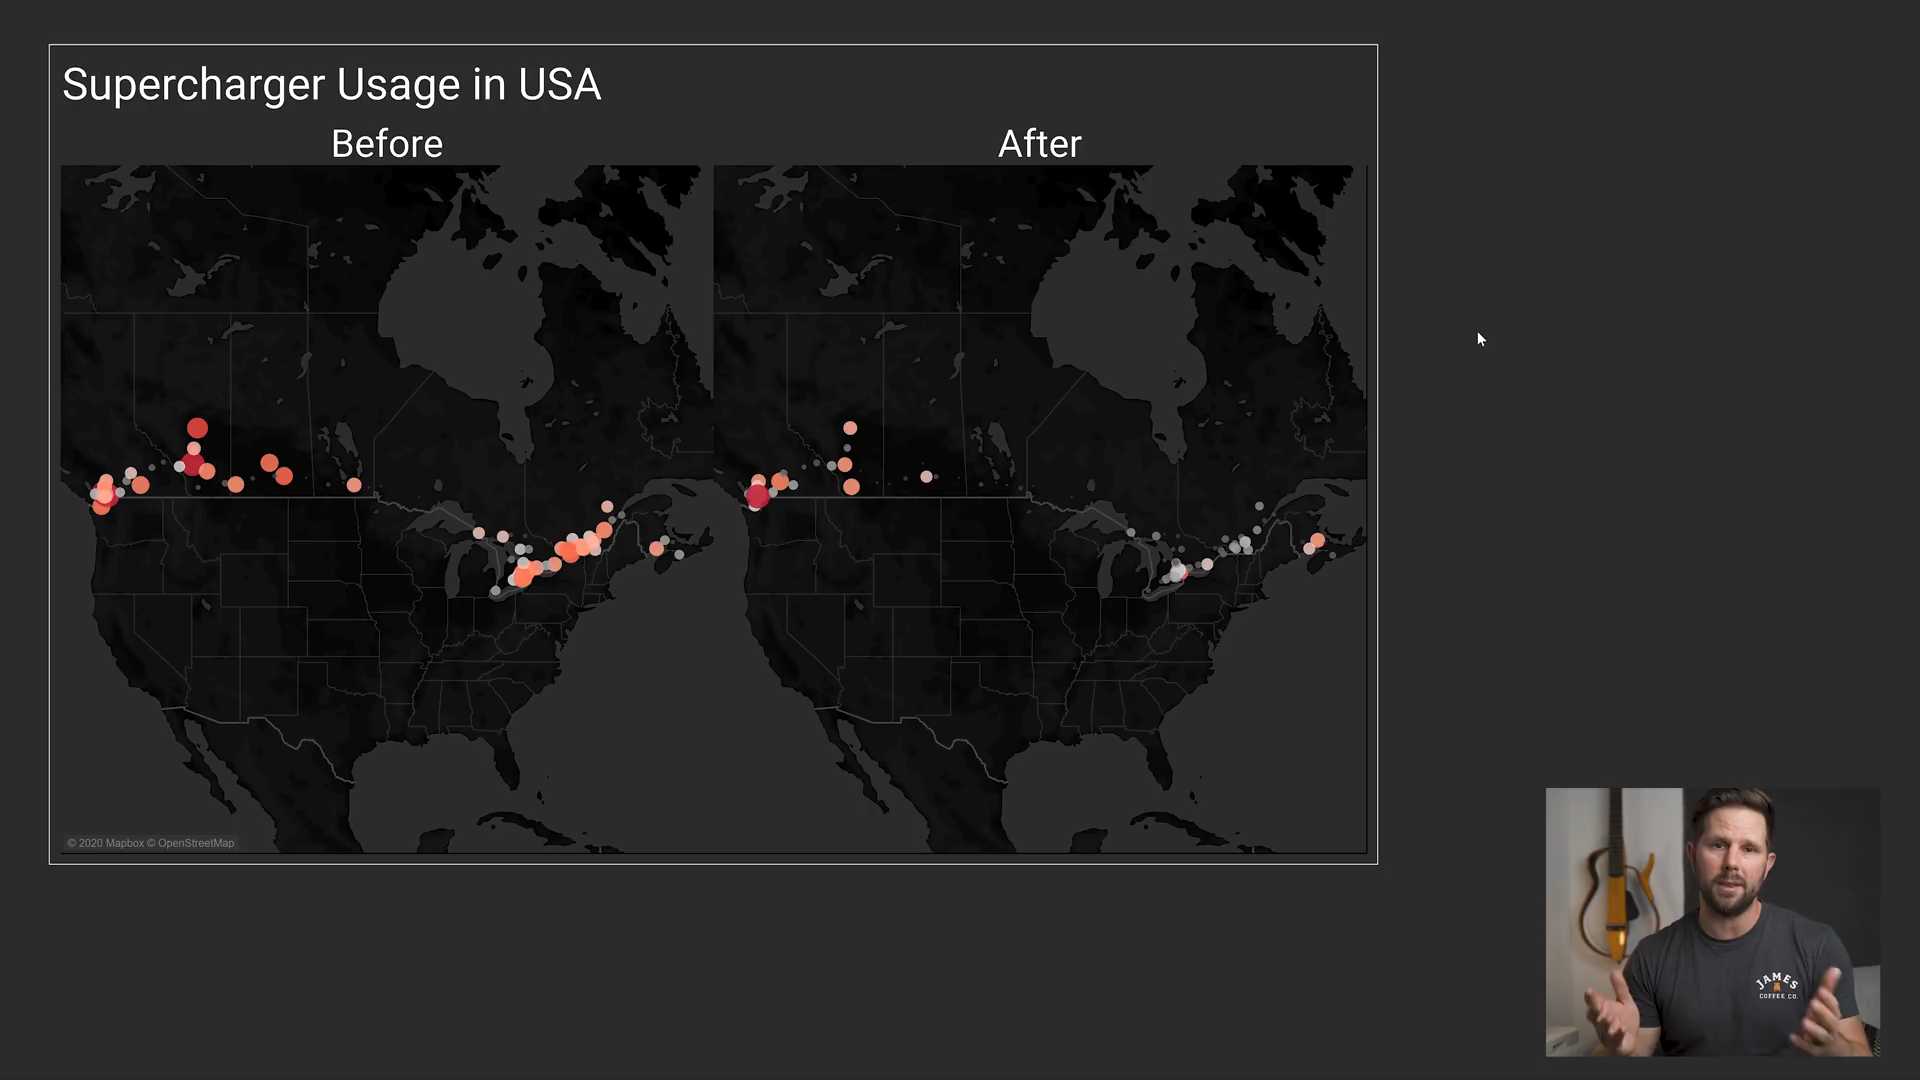 Supercharger Usage in USA
Before
After
© 2020 Mapbox © OpenStreetMap
JAMES
COFFEE CO.